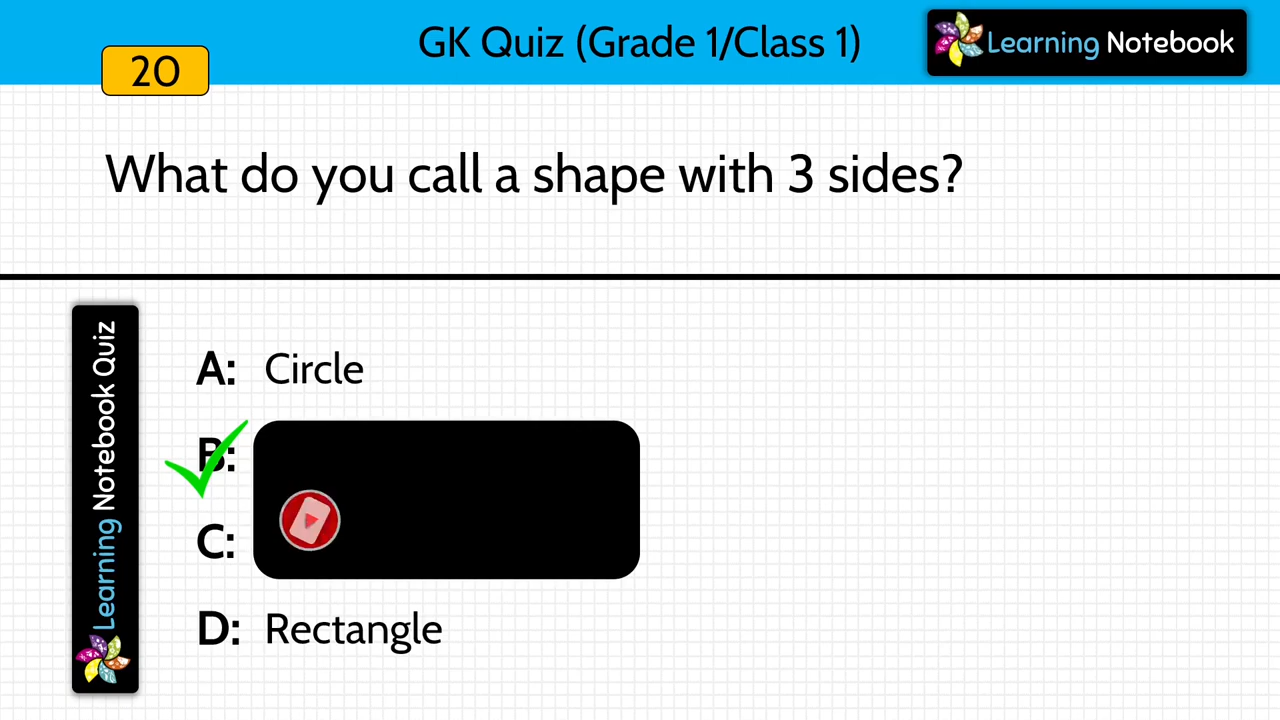 GK Quiz (Grade 1/Class 1)
Learning Notebook
20
What do you call a shape with 3 sides?
Learning Notebook Quiz
A: Circle
B:
C:
D: Rectangle